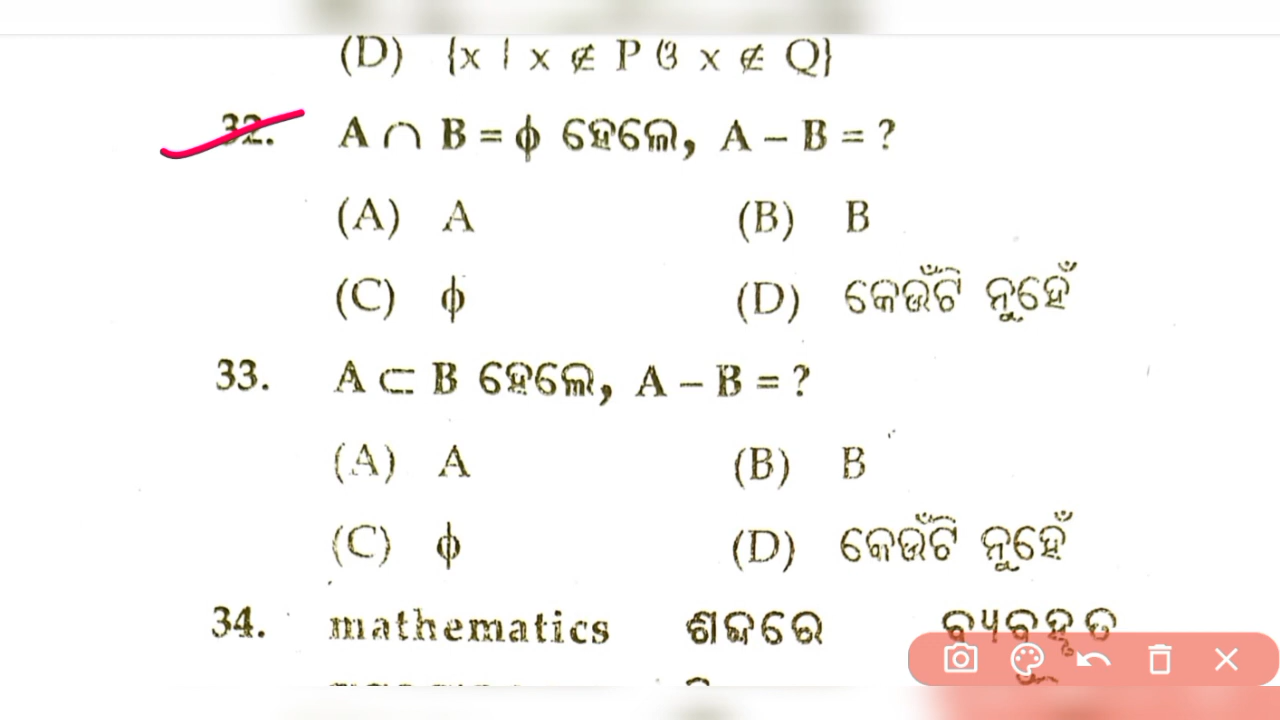 (D) {x | x ∉ P ଓ x ∉ Q}
32. A ∩ B = ϕ ହେଲେ, A – B = ?
(A) A (B) B
(C) ϕ (D) କେଉଁଟି ନୁହେଁ
33. A ⊂ B ହେଲେ, A – B = ?
(A) A (B) B
(C) ϕ (D) କେଉଁଟି ନୁହେଁ
34. mathematics ଶବ୍ଦରେ ବ୍ୟବହୃତ